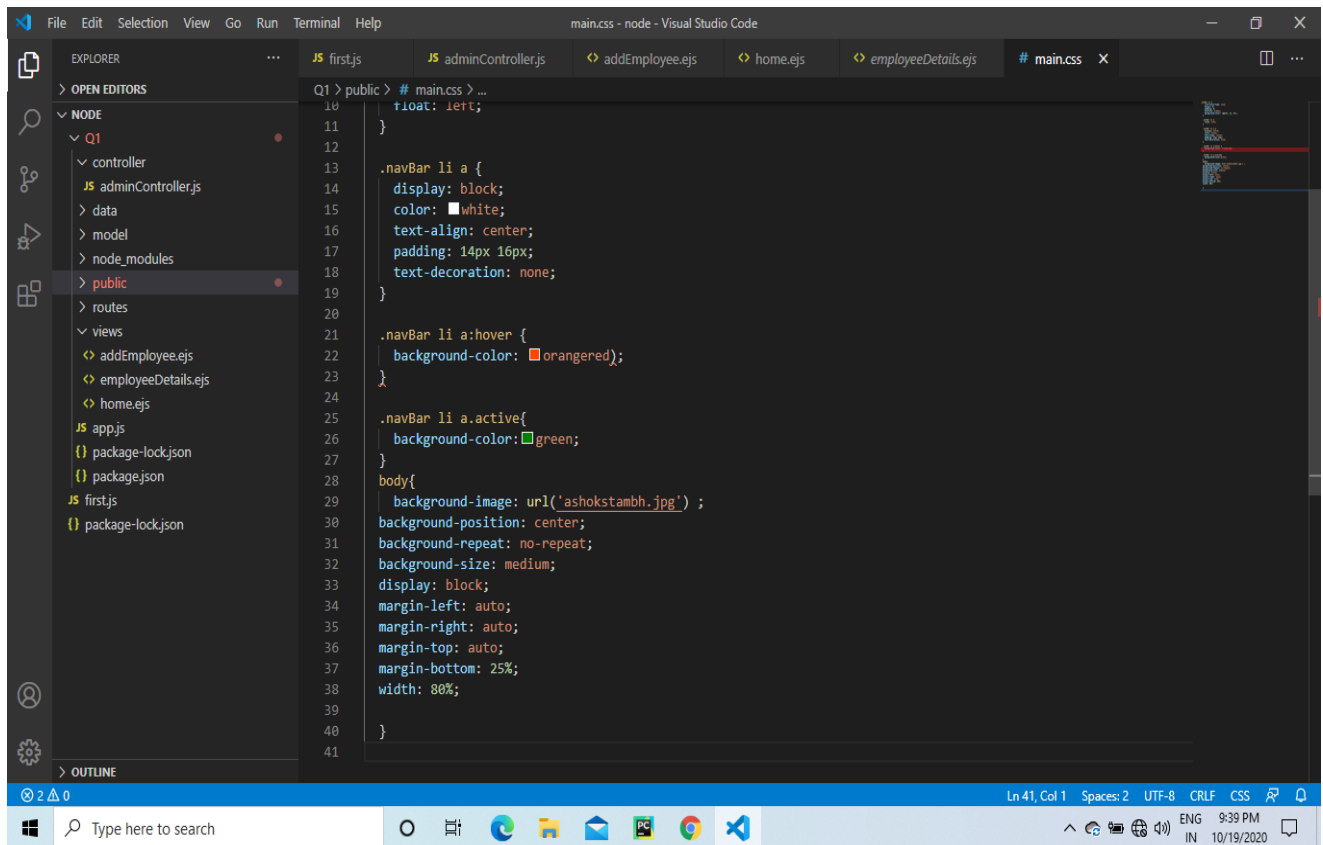 File Edit Selection View Go Run Terminal Help main.css - node - Visual Studio Code
EXPLORER ...
OPEN EDITORS
NODE
Q1
controller
JS adminController.js
data
model
node_modules
public
routes
views
<> addEmployee.ejs
<> employeeDetails.ejs
<> home.ejs
JS app.js
{} package-lock.json
{} package.json
JS first.js
{} package-lock.json
OUTLINE
JS first.js JS adminController.js <> addEmployee.ejs <> home.ejs <> employeeDetails.ejs # main.css X ...
Q1 > public > # main.css > ...
10 float: left;
11 }
12
13 .navBar li a {
14 display: block;
15 color: white;
16 text-align: center;
17 padding: 14px 16px;
18 text-decoration: none;
19 }
20
21 .navBar li a:hover {
22 background-color: orangered);
23 }
24
25 .navBar li a.active{
26 background-color: green;
27 }
28 body{
29 background-image: url('ashokstambh.jpg') ;
30 background-position: center;
31 background-repeat: no-repeat;
32 background-size: medium;
33 display: block;
34 margin-left: auto;
35 margin-right: auto;
36 margin-top: auto;
37 margin-bottom: 25%;
38 width: 80%;
39
40 }
41
2 0 Ln 41, Col 1 Spaces: 2 UTF-8 CRLF CSS
Type here to search PC ENG 9:39 PM
IN 10/19/2020